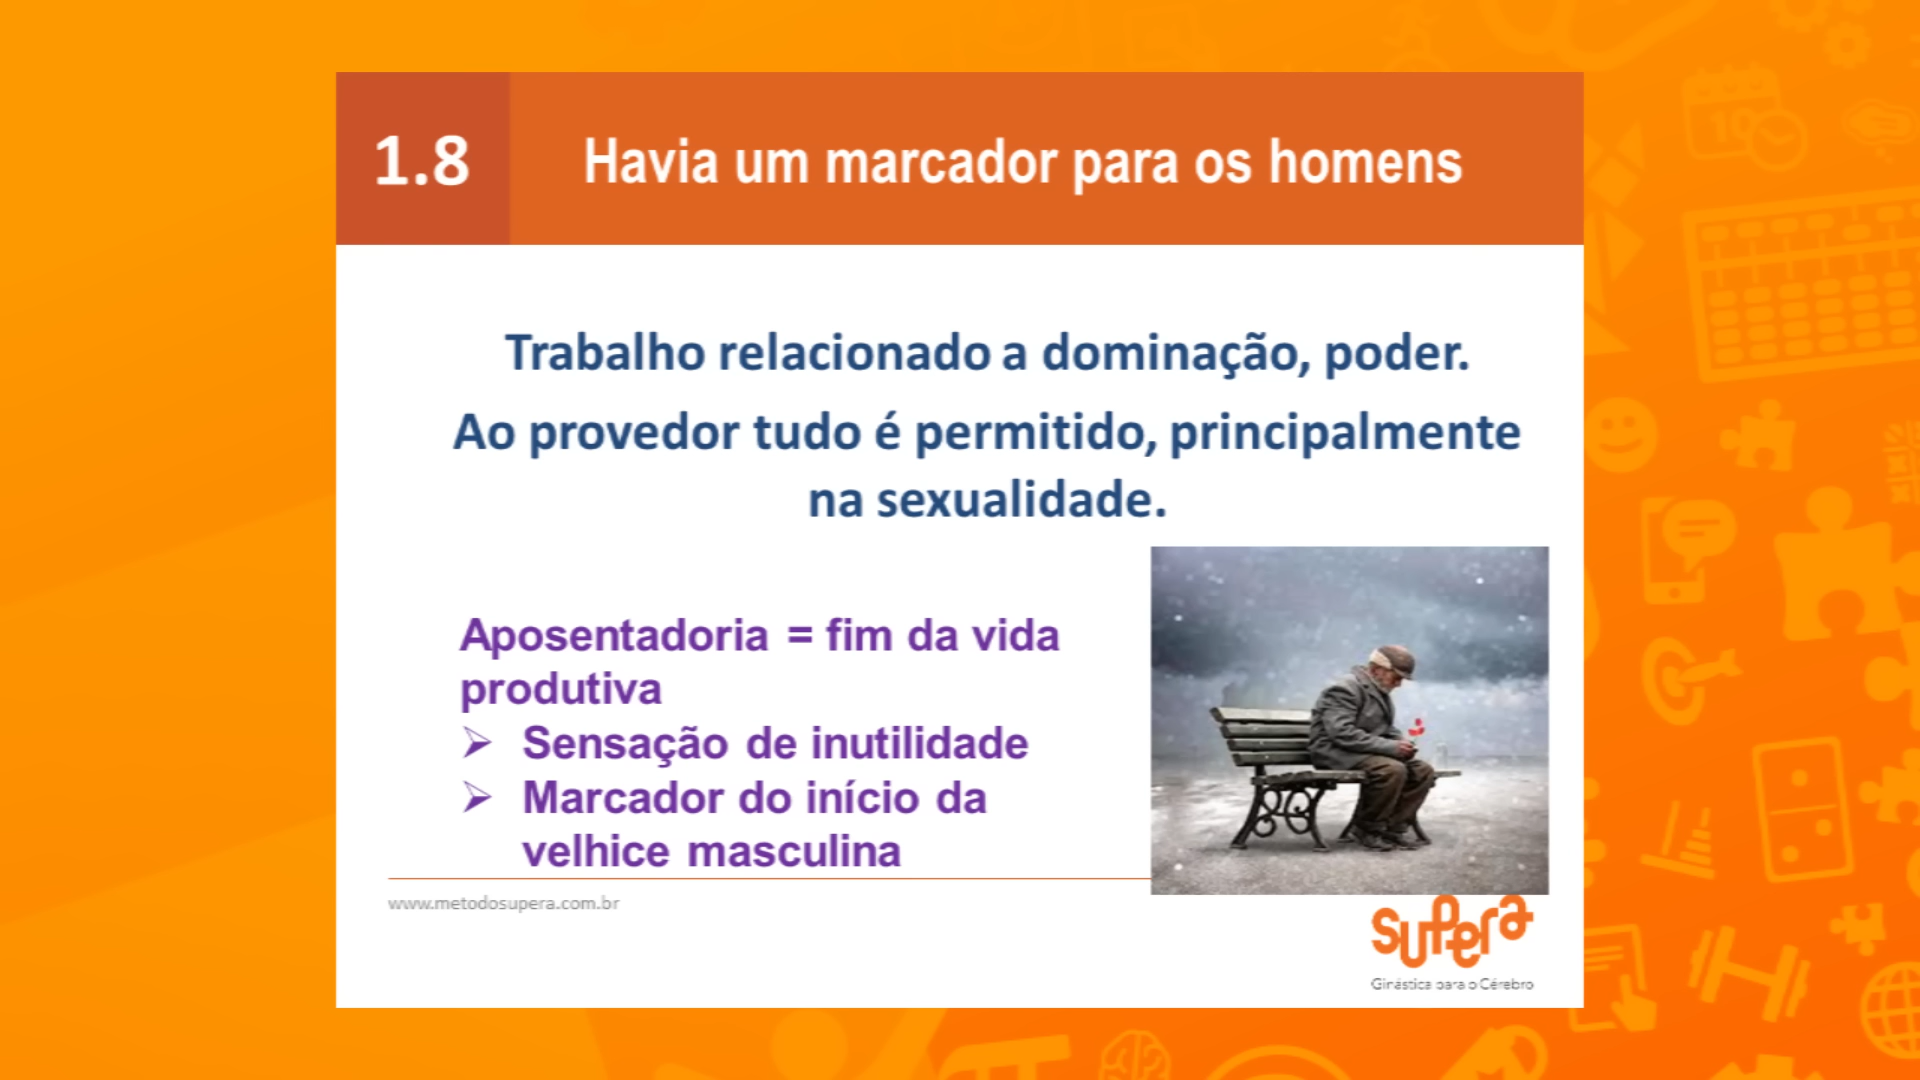 1.8
Havia um marcador para os homens
Trabalho relacionado a dominação, poder.
Ao provedor tudo é permitido, principalmente
na sexualidade.
Aposentadoria = fim da vida
produtiva
➢ Sensação de inutilidade
➢ Marcador do início da
velhice masculina
www.metodosupera.com.br
supera
Ginástica para o Cérebro
10